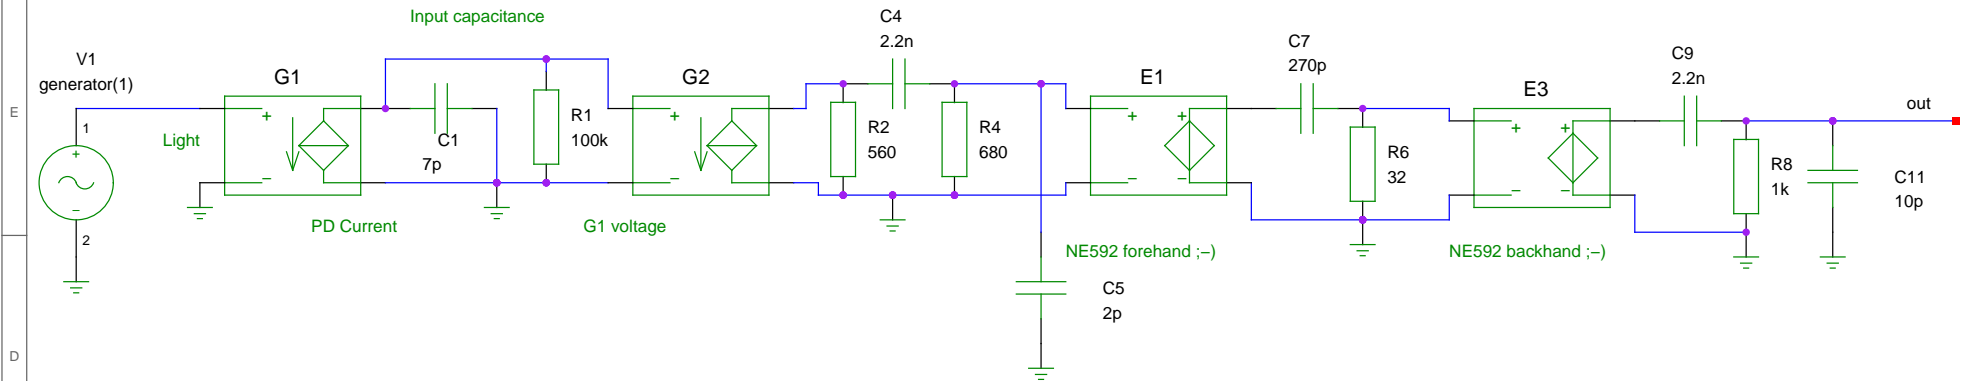 Input capacitance
V1
generator(1)
1
2
Light
G1
PD Current
C1
7p
R1
100k
G2
G1 voltage
C4
2.2n
R2
560
R4
680
C5
2p
E1
NE592 forehand ;−)
C7
270p
R6
32
E3
NE592 backhand ;−)
C9
2.2n
R8
1k
C11
10p
out
E
D